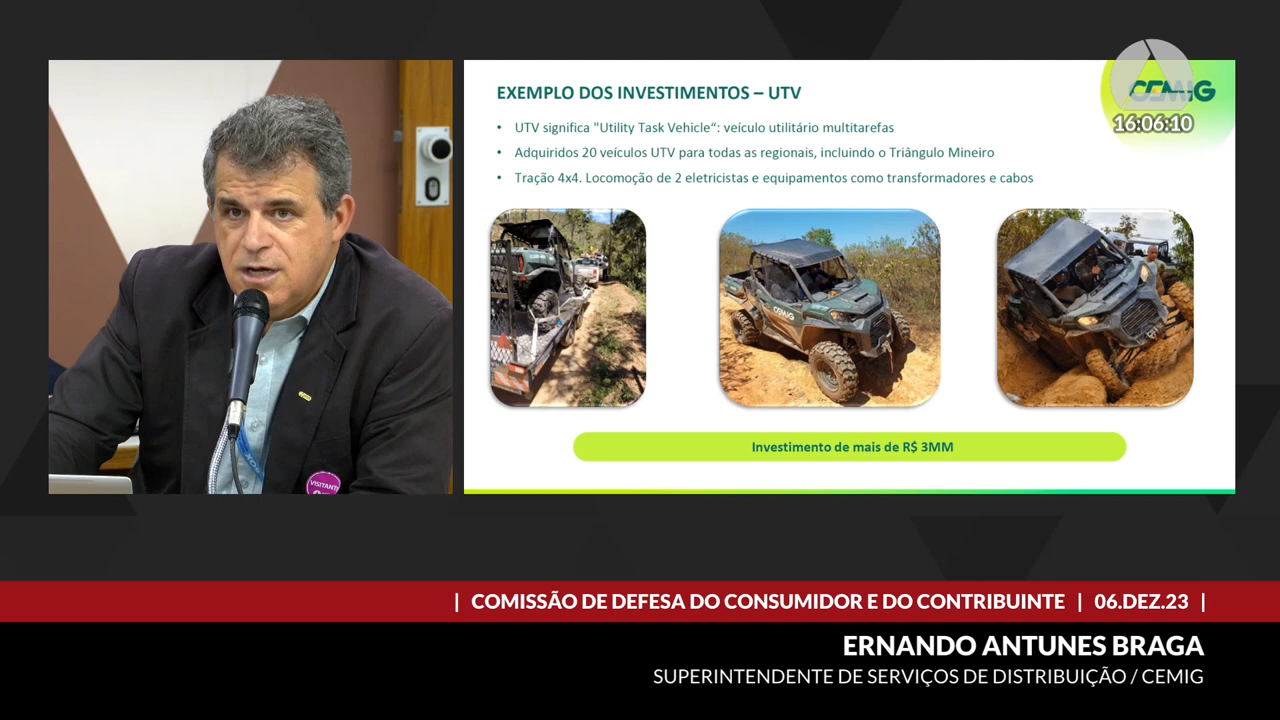 EXEMPLO DOS INVESTIMENTOS – UTV
CEMIG
16:06:10
• UTV significa "Utility Task Vehicle“: veículo utilitário multitarefas
• Adquiridos 20 veículos UTV para todas as regionais, incluindo o Triângulo Mineiro
• Tração 4x4. Locomoção de 2 eletricistas e equipamentos como transformadores e cabos
CEMIG
Investimento de mais de R$ 3MM
VISITANTE
| COMISSÃO DE DEFESA DO CONSUMIDOR E DO CONTRIBUINTE | 06.DEZ.23 |
ERNANDO ANTUNES BRAGA
SUPERINTENDENTE DE SERVIÇOS DE DISTRIBUIÇÃO / CEMIG